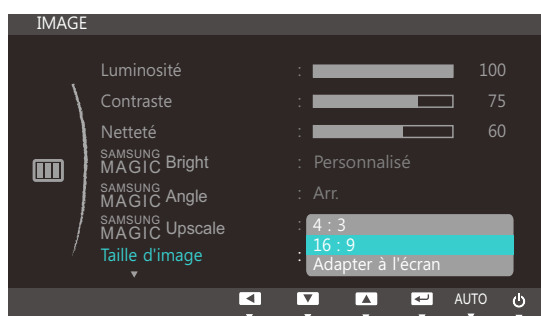 IMAGE
Luminosité : 100
Contraste : 75
Netteté : 60
SAMSUNG MAGIC Bright : Personnalisé
SAMSUNG MAGIC Angle : Arr.
SAMSUNG MAGIC Upscale : 4 : 3
16 : 9
Taille d'image : Adapter à l'écran
AUTO